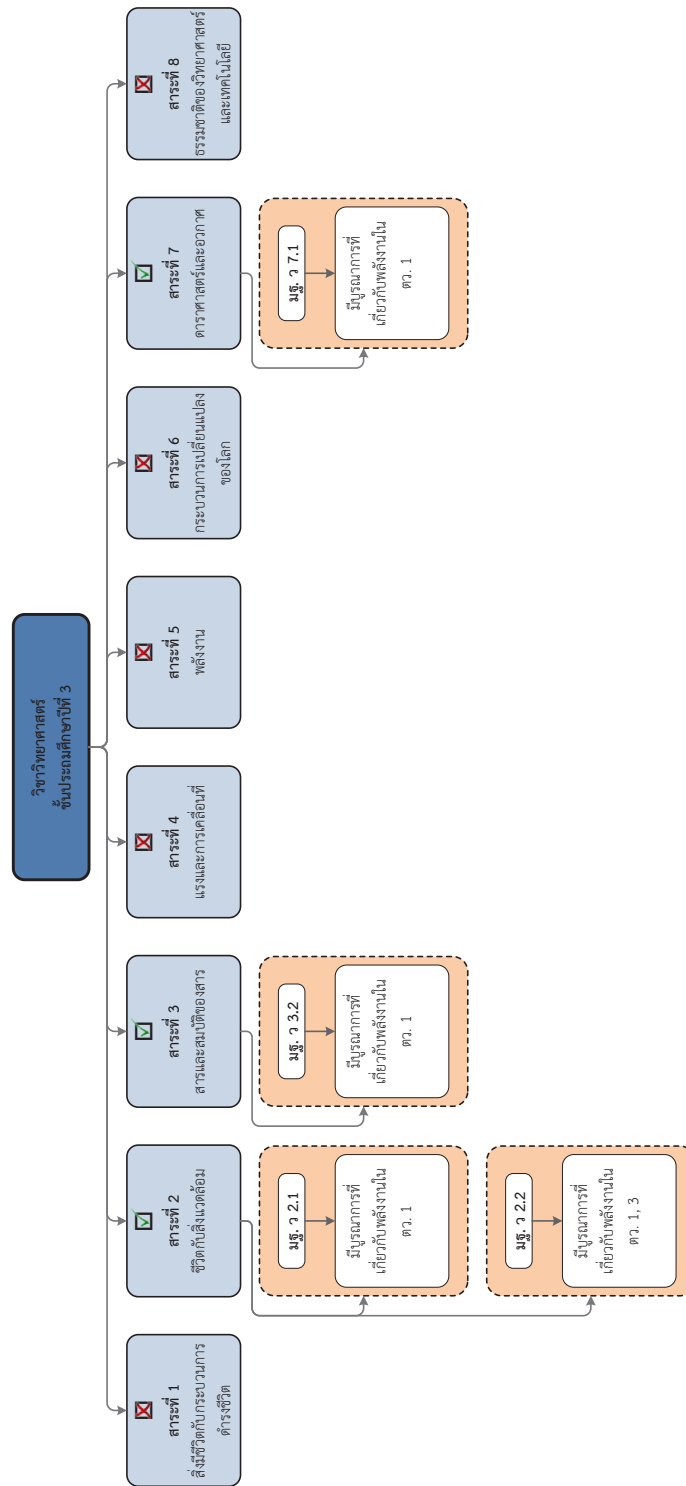 วิชาวิทยาศาสตร์
ชั้นประถมศึกษาปีที่ 3
สาระที่ 1
สิ่งมีชีวิตกับกระบวนการ
ดำรงชีวิต
สาระที่ 2
ชีวิตกับสิ่งแวดล้อม
มฐ. ว 2.1
มีบูรณาการที่
เกี่ยวกับพลังงานใน
ตว. 1
มฐ. ว 2.2
มีบูรณาการที่
เกี่ยวกับพลังงานใน
ตว. 1, 3
สาระที่ 3
สารและสมบัติของสาร
มฐ. ว 3.2
มีบูรณาการที่
เกี่ยวกับพลังงานใน
ตว. 1
สาระที่ 4
แรงและการเคลื่อนที่
สาระที่ 5
พลังงาน
สาระที่ 6
กระบวนการเปลี่ยนแปลง
ของโลก
สาระที่ 7
ดาราศาสตร์และอวกาศ
มฐ. ว 7.1
มีบูรณาการที่
เกี่ยวกับพลังงานใน
ตว. 1
สาระที่ 8
ธรรมชาติของวิทยาศาสตร์
และเทคโนโลยี